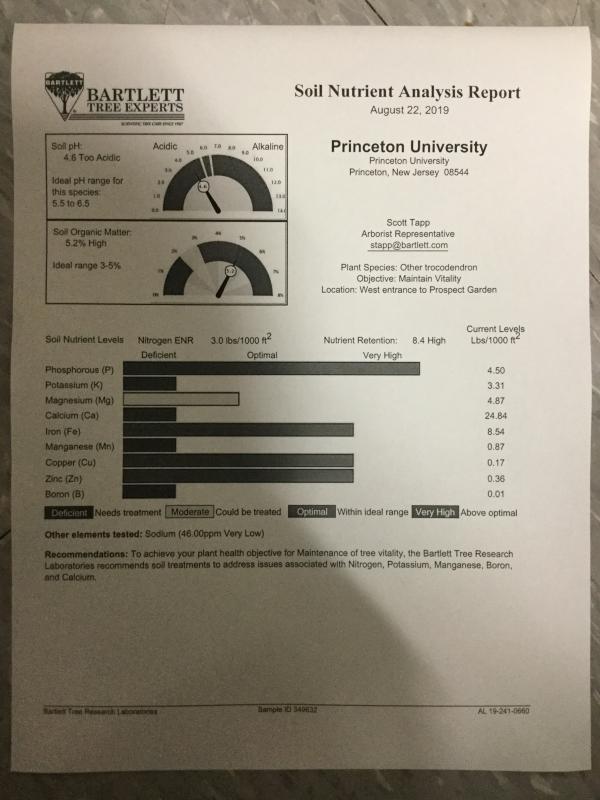 BARTLETT
BARTLETT
TREE EXPERTS
SCIENTIFIC TREE CARE SINCE 1907
Soil Nutrient Analysis Report
August 22, 2019
Soil pH:
4.6 Too Acidic
Ideal pH range for
this species:
5.5 to 6.5
Acidic
Alkaline
0.0
4.0
5.0
6.0
7.0
8.0
9.0
10.0
11.0
12.0
13.0
4.6
Princeton University
Princeton University
Princeton, New Jersey 08544
Soil Organic Matter:
5.2% High
Ideal range 3-5%
0%
1%
2%
3%
4%
5%
6%
7%
8%
5.2
Scott Tapp
Arborist Representative
stapp@bartlett.com
Plant Species: Other trocodendron
Objective: Maintain Vitality
Location: West entrance to Prospect Garden
Soil Nutrient Levels Nitrogen ENR 3.0 lbs/1000 ft2 Nutrient Retention: 8.4 High
Current Levels
Lbs/1000 ft2
Deficient Optimal Very High
Phosphorous (P) 4.50
Potassium (K) 3.31
Magnesium (Mg) 4.87
Calcium (Ca) 24.84
Iron (Fe) 8.54
Manganese (Mn) 0.87
Copper (Cu) 0.17
Zinc (Zn) 0.36
Boron (B) 0.01
Deficient Needs treatment Moderate Could be treated Optimal Within ideal range Very High Above optimal
Other elements tested: Sodium (46.00ppm Very Low)
Recommendations: To achieve your plant health objective for Maintenance of tree vitality, the Bartlett Tree Research
Laboratories recommends soil treatments to address issues associated with Nitrogen, Potassium, Manganese, Boron,
and Calcium.
Bartlett Tree Research Laboratories Sample ID 349632 AL 19-241-0660